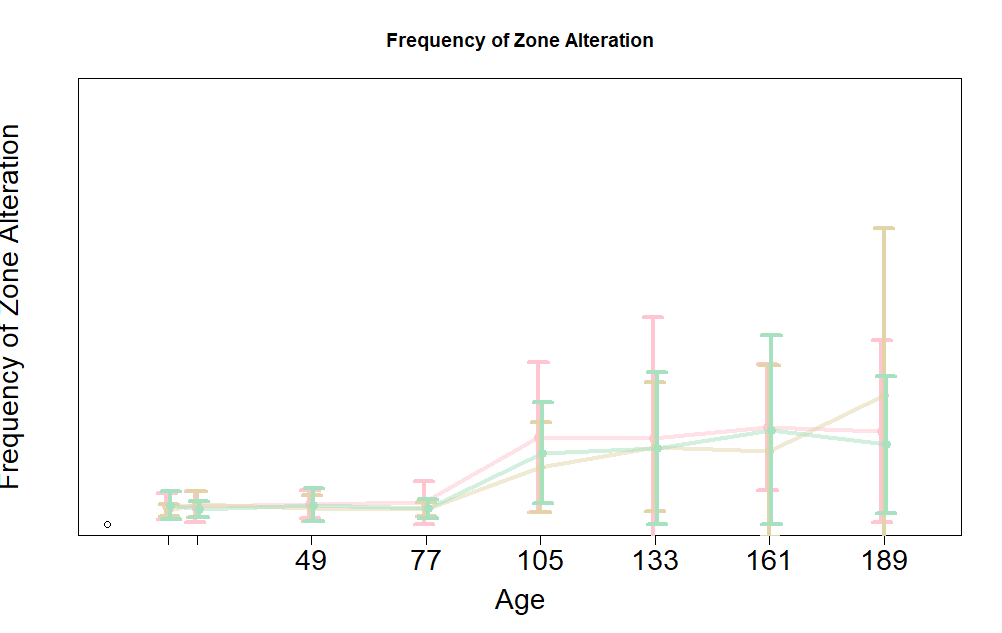 Frequency of Zone Alteration
Frequency of Zone Alteration
49 77 105 133 161 189
Age